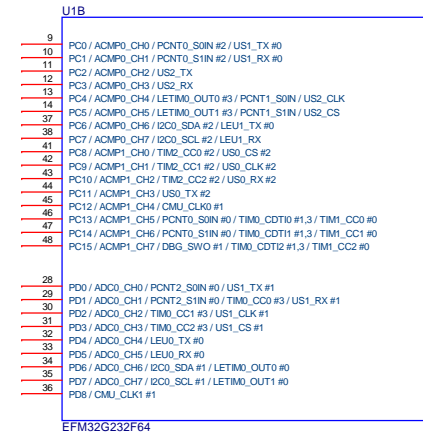 U1B
9 PC0 / ACMP0_CH0 / PCNT0_S0IN #2 / US1_TX #0
10 PC1 / ACMP0_CH1 / PCNT0_S1IN #2 / US1_RX #0
11 PC2 / ACMP0_CH2 / US2_TX
12 PC3 / ACMP0_CH3 / US2_RX
13 PC4 / ACMP0_CH4 / LETIM0_OUT0 #3 / PCNT1_S0IN / US2_CLK
14 PC5 / ACMP0_CH5 / LETIM0_OUT1 #3 / PCNT1_S1IN / US2_CS
37 PC6 / ACMP0_CH6 / I2C0_SDA #2 / LEU1_TX #0
38 PC7 / ACMP0_CH7 / I2C0_SCL #2 / LEU1_RX
41 PC8 / ACMP1_CH0 / TIM2_CC0 #2 / US0_CS #2
42 PC9 / ACMP1_CH1 / TIM2_CC1 #2 / US0_CLK #2
43 PC10 / ACMP1_CH2 / TIM2_CC2 #2 / US0_RX #2
44 PC11 / ACMP1_CH3 / US0_TX #2
45 PC12 / ACMP1_CH4 / CMU_CLK0 #1
46 PC13 / ACMP1_CH5 / PCNT0_S0IN #0 / TIM0_CDTI0 #1,3 / TIM1_CC0 #0
47 PC14 / ACMP1_CH6 / PCNT0_S1IN #0 / TIM0_CDTI1 #1,3 / TIM1_CC1 #0
48 PC15 / ACMP1_CH7 / DBG_SWO #1 / TIM0_CDTI2 #1,3 / TIM1_CC2 #0
28 PD0 / ADC0_CH0 / PCNT2_S0IN #0 / US1_TX #1
29 PD1 / ADC0_CH1 / PCNT2_S1IN #0 / TIM0_CC0 #3 / US1_RX #1
30 PD2 / ADC0_CH2 / TIM0_CC1 #3 / US1_CLK #1
31 PD3 / ADC0_CH3 / TIM0_CC2 #3 / US1_CS #1
32 PD4 / ADC0_CH4 / LEU0_TX #0
33 PD5 / ADC0_CH5 / LEU0_RX #0
34 PD6 / ADC0_CH6 / I2C0_SDA #1 / LETIM0_OUT0 #0
35 PD7 / ADC0_CH7 / I2C0_SCL #1 / LETIM0_OUT1 #0
36 PD8 / CMU_CLK1 #1
EFM32G232F64